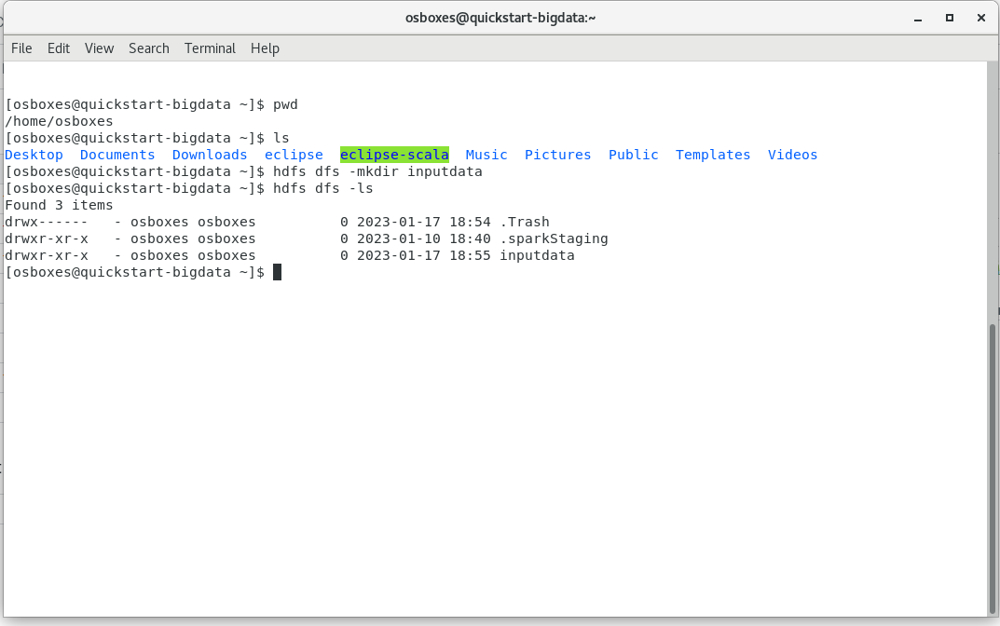 osboxes@quickstart-bigdata:~
File Edit View Search Terminal Help
[osboxes@quickstart-bigdata ~]$ pwd
/home/osboxes
[osboxes@quickstart-bigdata ~]$ ls
Desktop  Documents  Downloads  eclipse  eclipse-scala  Music  Pictures  Public  Templates  Videos
[osboxes@quickstart-bigdata ~]$ hdfs dfs -mkdir inputdata
[osboxes@quickstart-bigdata ~]$ hdfs dfs -ls
Found 3 items
drwx------   - osboxes osboxes          0 2023-01-17 18:54 .Trash
drwxr-xr-x   - osboxes osboxes          0 2023-01-10 18:40 .sparkStaging
drwxr-xr-x   - osboxes osboxes          0 2023-01-17 18:55 inputdata
[osboxes@quickstart-bigdata ~]$